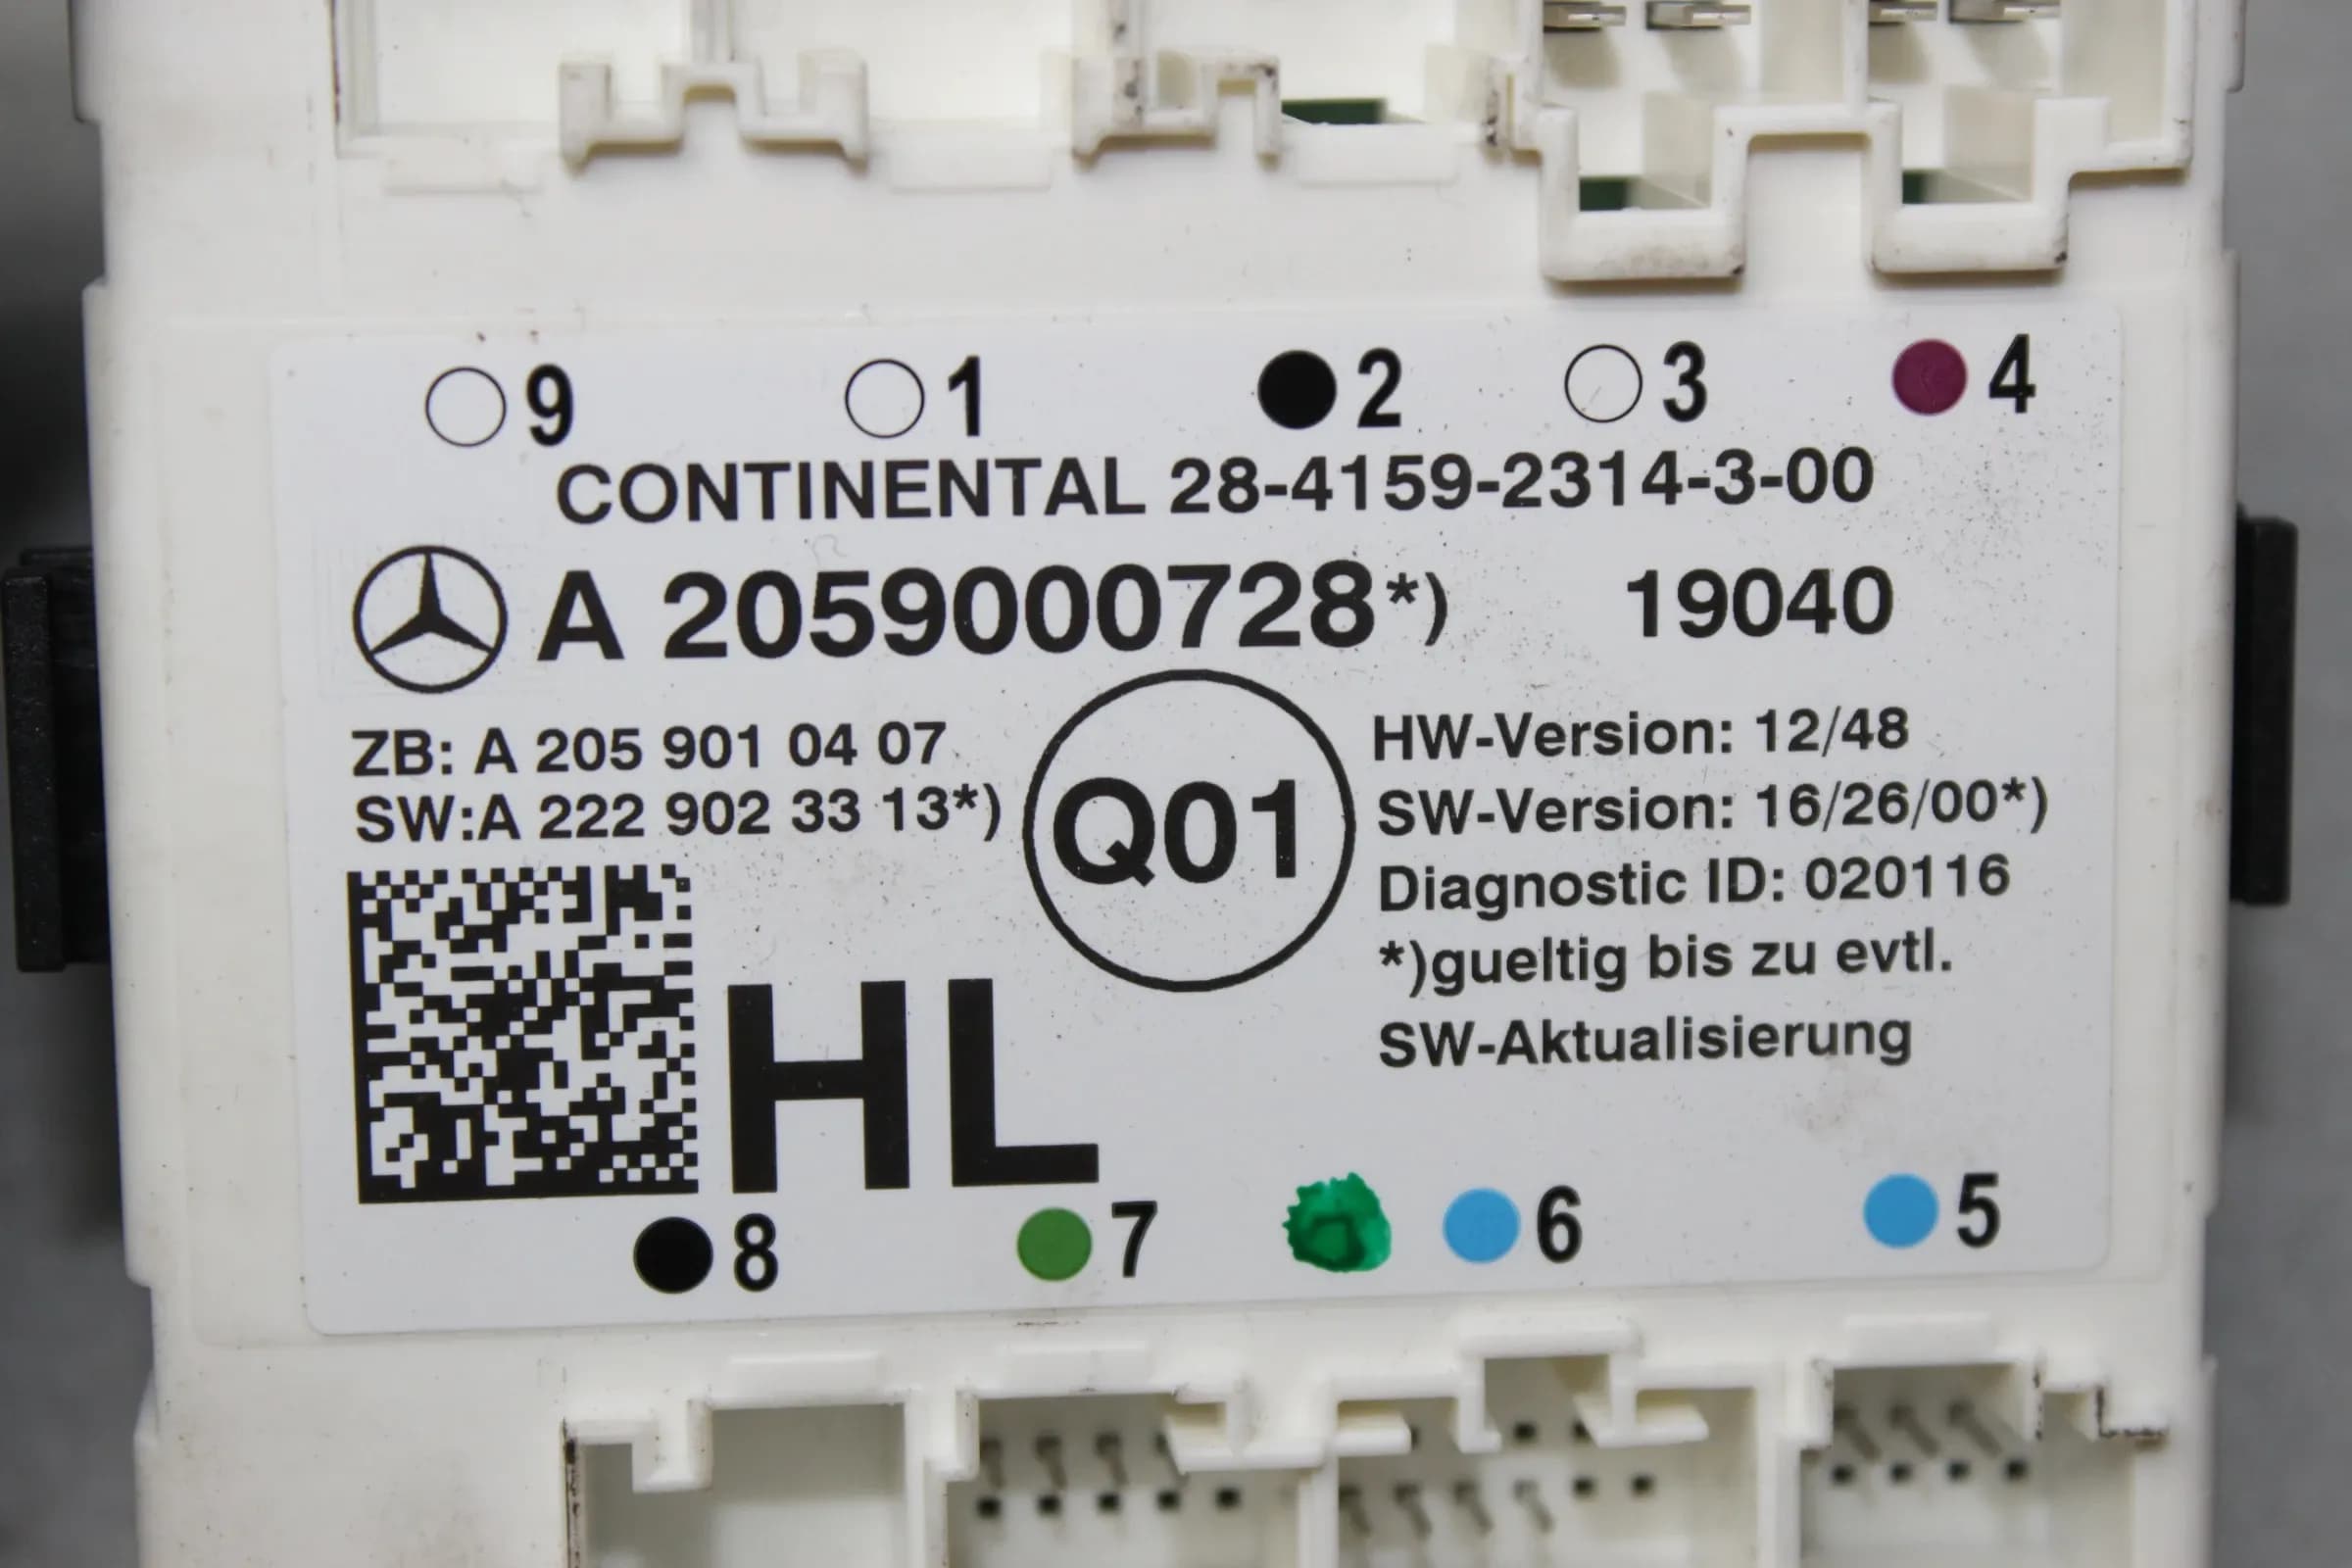 9 1 2 3 4
CONTINENTAL 28-4159-2314-3-00
A 2059000728*) 19040
ZB: A 205 901 04 07
SW:A 222 902 33 13*)
Q01
HW-Version: 12/48
SW-Version: 16/26/00*)
Diagnostic ID: 020116
*)gueltig bis zu evtl.
SW-Aktualisierung
HL
8 7 6 5